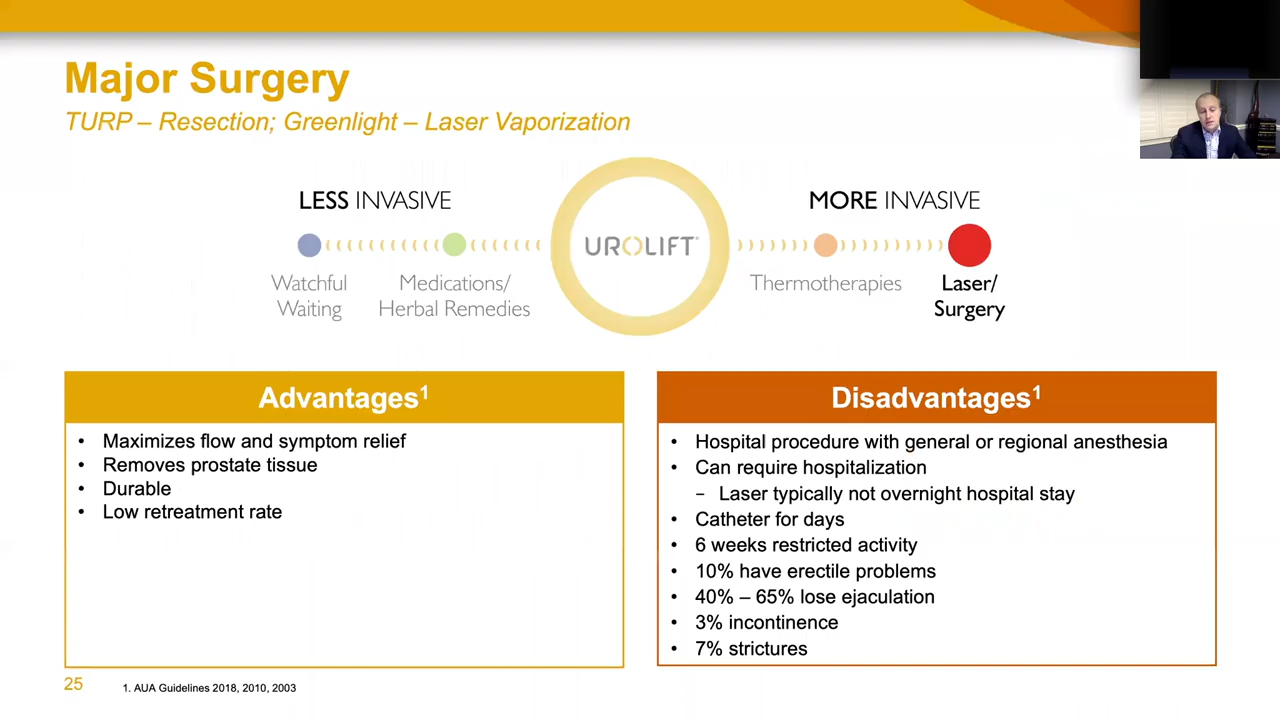 Major Surgery
TURP – Resection; Greenlight – Laser Vaporization
LESS INVASIVE
MORE INVASIVE
UROLIFT®
Watchful
Waiting
Medications/
Herbal Remedies
Thermotherapies
Laser/
Surgery
Advantages1
• Maximizes flow and symptom relief
• Removes prostate tissue
• Durable
• Low retreatment rate
Disadvantages1
• Hospital procedure with general or regional anesthesia
• Can require hospitalization
– Laser typically not overnight hospital stay
• Catheter for days
• 6 weeks restricted activity
• 10% have erectile problems
• 40% – 65% lose ejaculation
• 3% incontinence
• 7% strictures
25
1. AUA Guidelines 2018, 2010, 2003